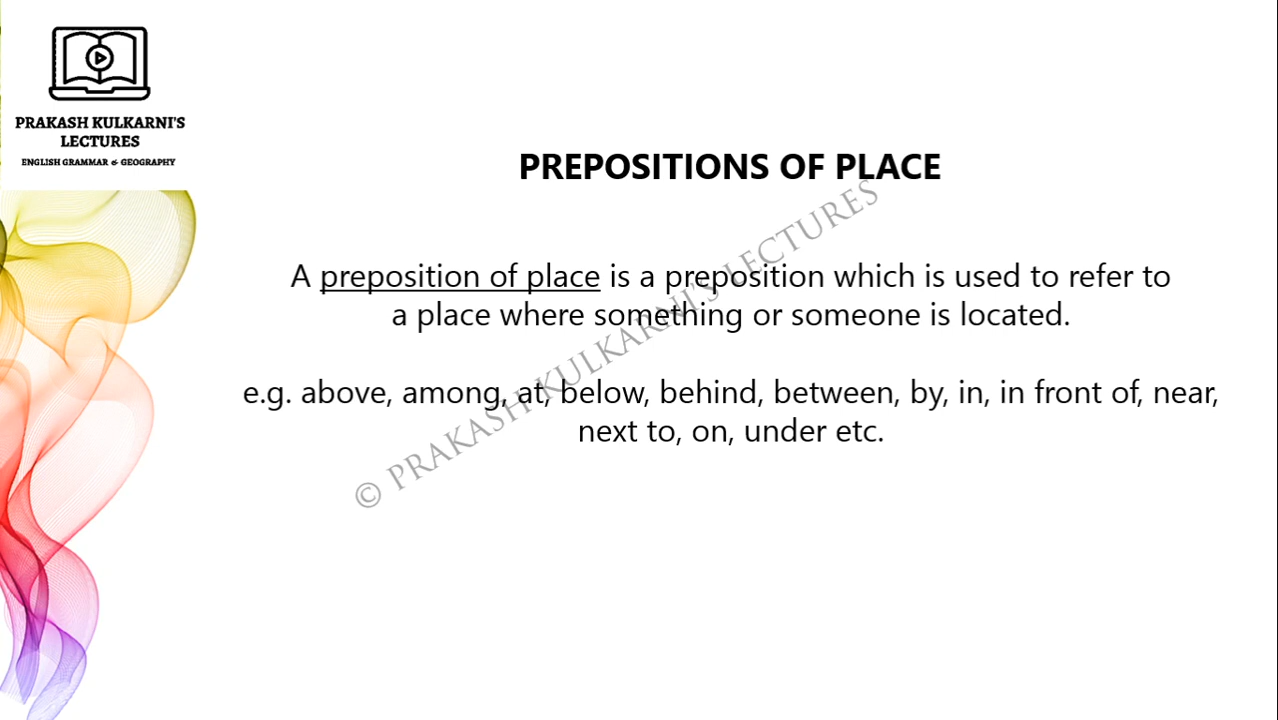 PRAKASH KULKARNI'S
LECTURES
ENGLISH GRAMMAR & GEOGRAPHY
PREPOSITIONS OF PLACE
A preposition of place is a preposition which is used to refer to
a place where something or someone is located.
e.g. above, among, at, below, behind, between, by, in, in front of, near,
next to, on, under etc.
© PRAKASH KULKARNI'S LECTURES